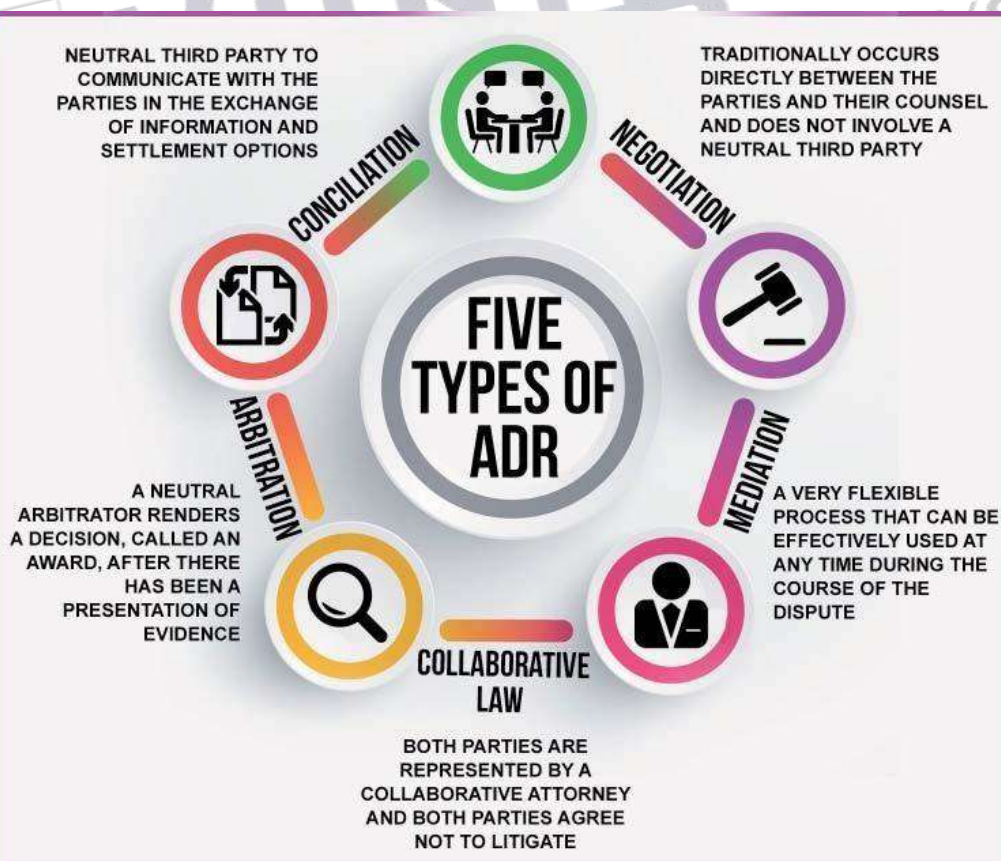 FIVE
TYPES OF
ADR
NEUTRAL THIRD PARTY TO
COMMUNICATE WITH THE
PARTIES IN THE EXCHANGE
OF INFORMATION AND
SETTLEMENT OPTIONS
CONCILIATION
TRADITIONALLY OCCURS
DIRECTLY BETWEEN THE
PARTIES AND THEIR COUNSEL
AND DOES NOT INVOLVE A
NEUTRAL THIRD PARTY
NEGOTIATION
MEDIATION
A VERY FLEXIBLE
PROCESS THAT CAN BE
EFFECTIVELY USED AT
ANY TIME DURING THE
COURSE OF THE
DISPUTE
ARBITRATION
A NEUTRAL
ARBITRATOR RENDERS
A DECISION, CALLED AN
AWARD, AFTER THERE
HAS BEEN A
PRESENTATION OF
EVIDENCE
COLLABORATIVE
LAW
BOTH PARTIES ARE
REPRESENTED BY A
COLLABORATIVE ATTORNEY
AND BOTH PARTIES AGREE
NOT TO LITIGATE